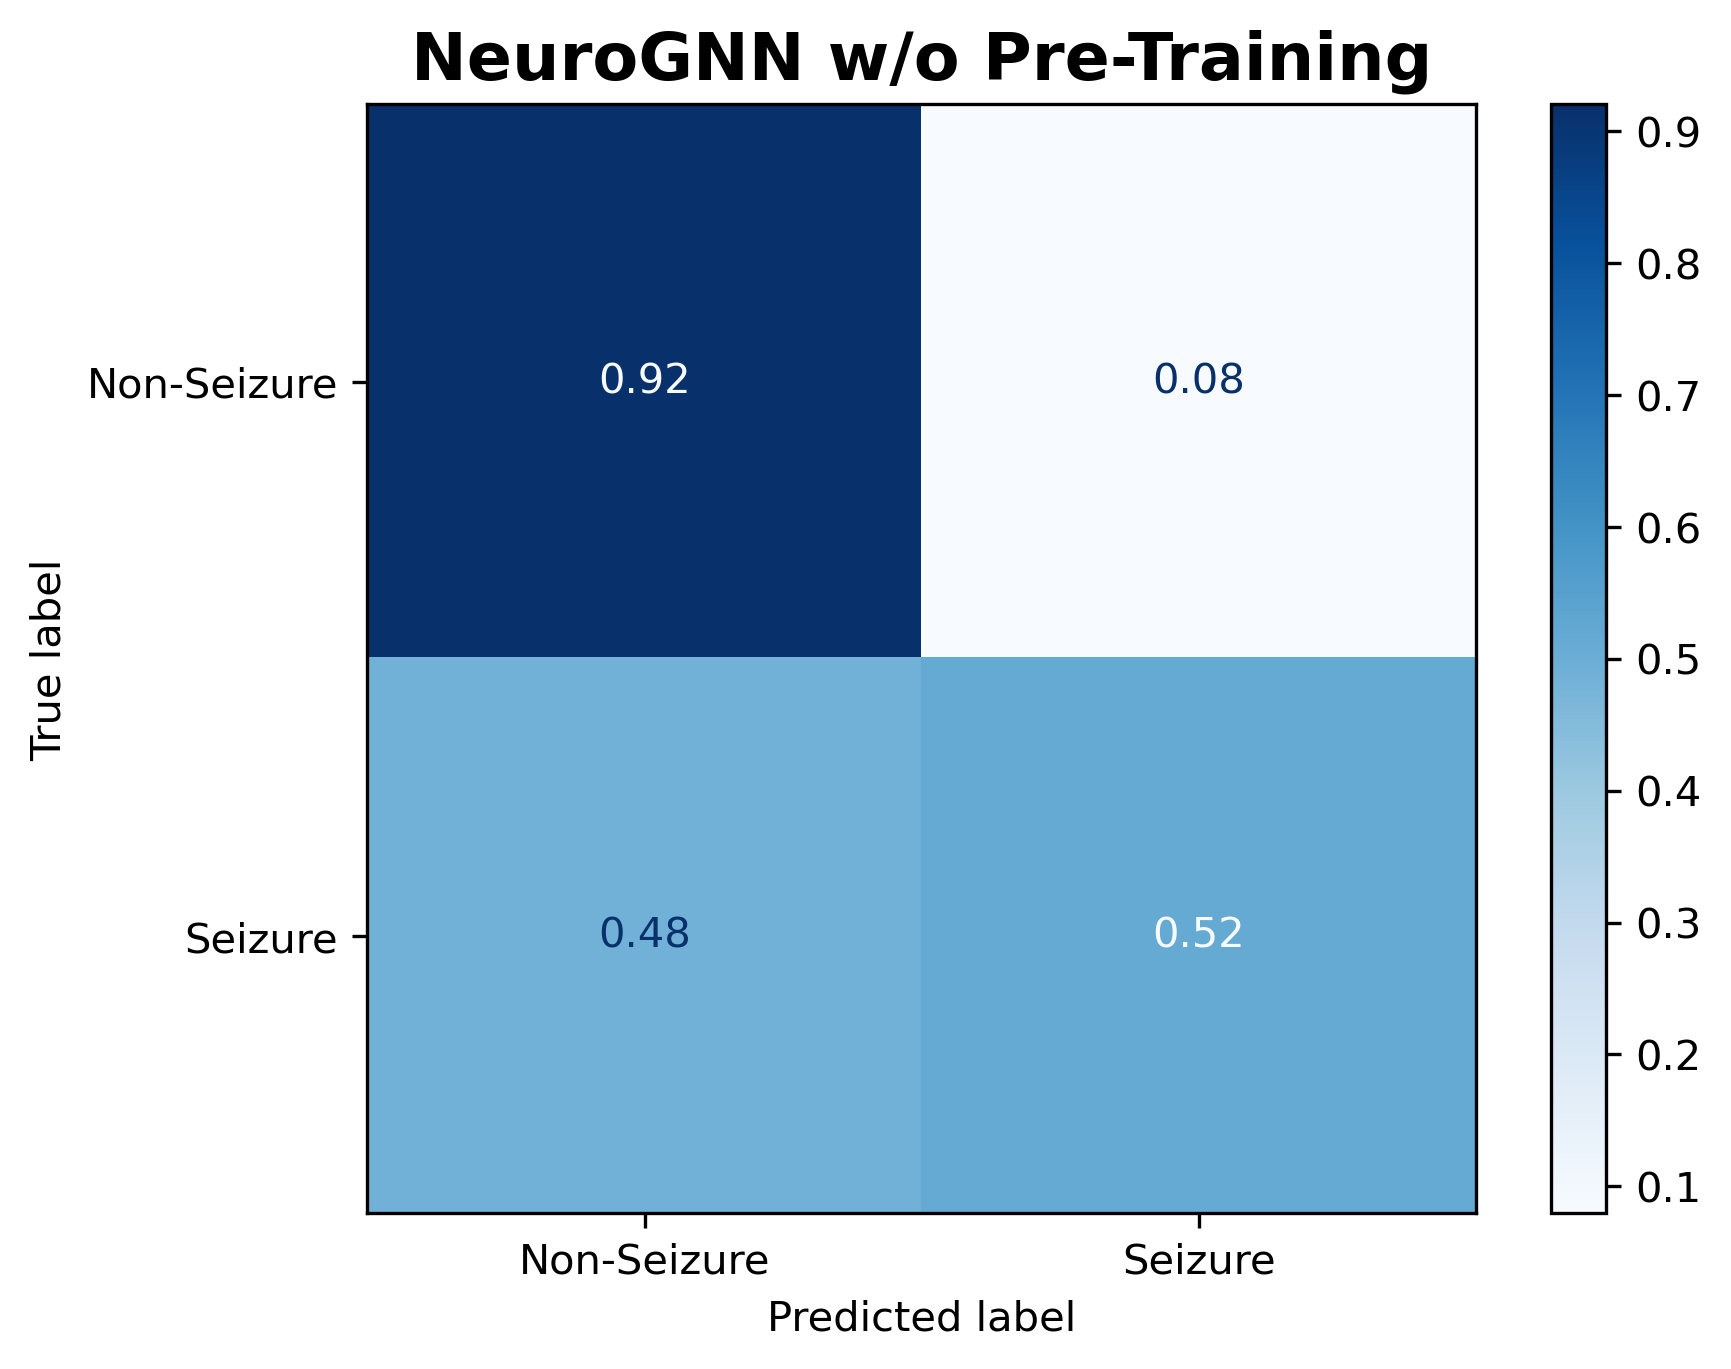 NeuroGNN w/o Pre-Training
True label
Non-Seizure
Seizure
0.92
0.08
0.48
0.52
Non-Seizure
Seizure
Predicted label
0.9
0.8
0.7
0.6
0.5
0.4
0.3
0.2
0.1